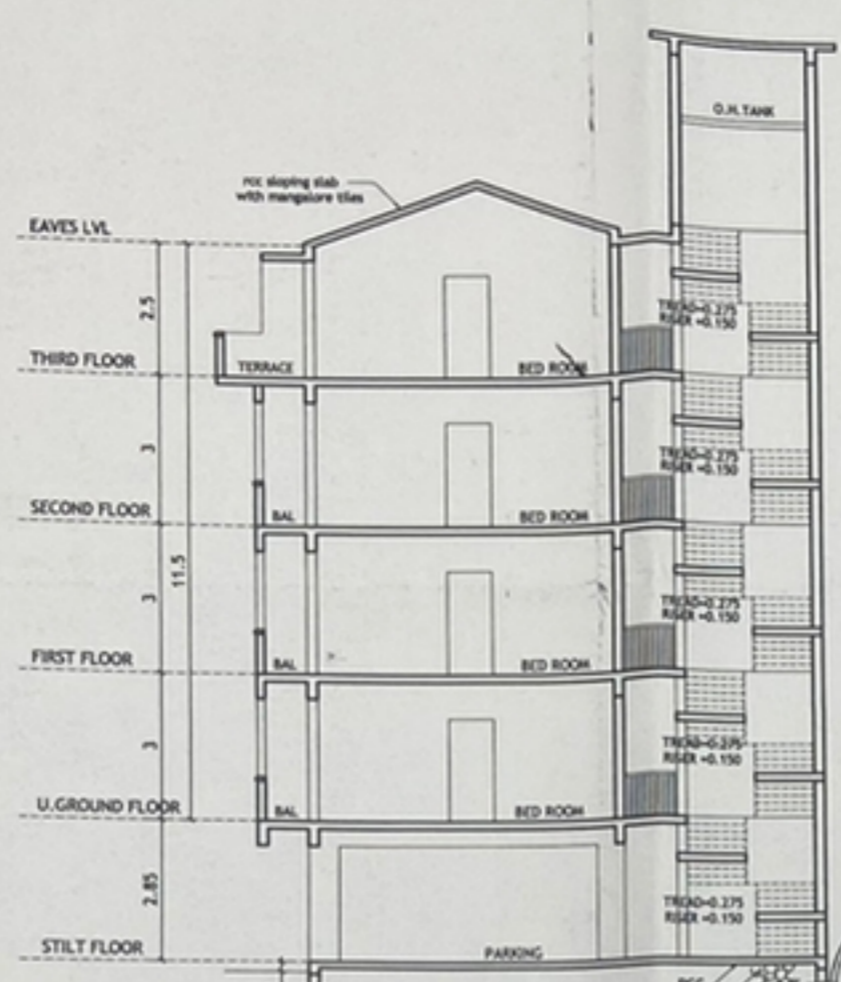 O.H.TANK
rcc sloping slab
with mangalore tiles
EAVES LVL
2.5
TREAD=0.275
RISER =0.150
THIRD FLOOR
TERRACE
BED ROOM
3
TREAD=0.275
RISER =0.150
SECOND FLOOR
BAL
BED ROOM
11.5
3
TREAD=0.275
RISER =0.150
FIRST FLOOR
BAL
BED ROOM
3
TREAD=0.275
RISER =0.150
U.GROUND FLOOR
BAL
BED ROOM
2.85
TREAD=0.275
RISER =0.150
STILT FLOOR
PARKING